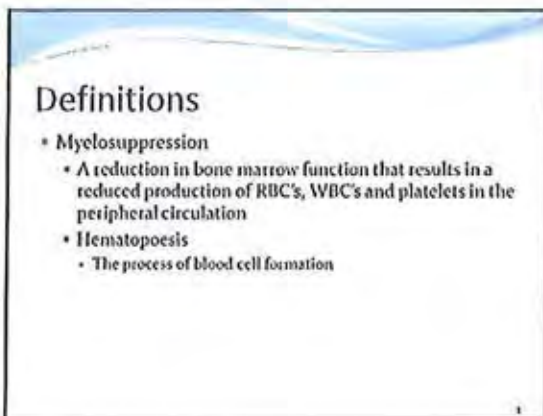 Definitions
• Myelosuppression
• A reduction in bone marrow function that results in a
reduced production of RBC's, WBC's and platelets in the
peripheral circulation
• Hematopoesis
• The process of blood cell formation